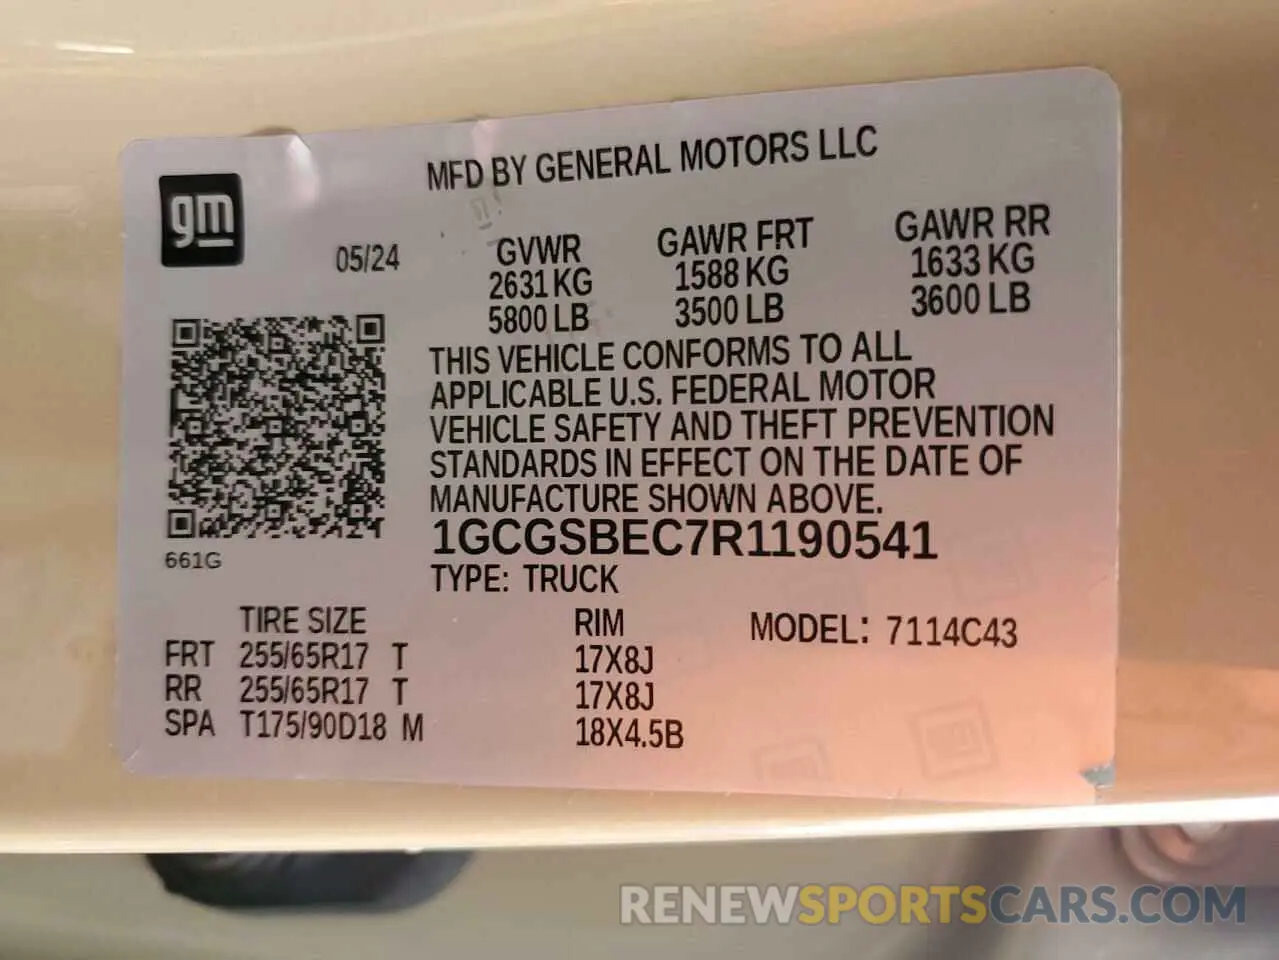 MFD BY GENERAL MOTORS LLC
gm
05/24
GVWR GAWR FRT GAWR RR
2631 KG 1588 KG 1633 KG
5800 LB 3500 LB 3600 LB
THIS VEHICLE CONFORMS TO ALL
APPLICABLE U.S. FEDERAL MOTOR
VEHICLE SAFETY AND THEFT PREVENTION
STANDARDS IN EFFECT ON THE DATE OF
MANUFACTURE SHOWN ABOVE.
1GCGSBEC7R1190541
661G
TYPE: TRUCK
TIRE SIZE RIM MODEL: 7114C43
FRT 255/65R17 T 17X8J
RR 255/65R17 T 17X8J
SPA T175/90D18 M 18X4.5B
RENEWSPORTSCARS.COM